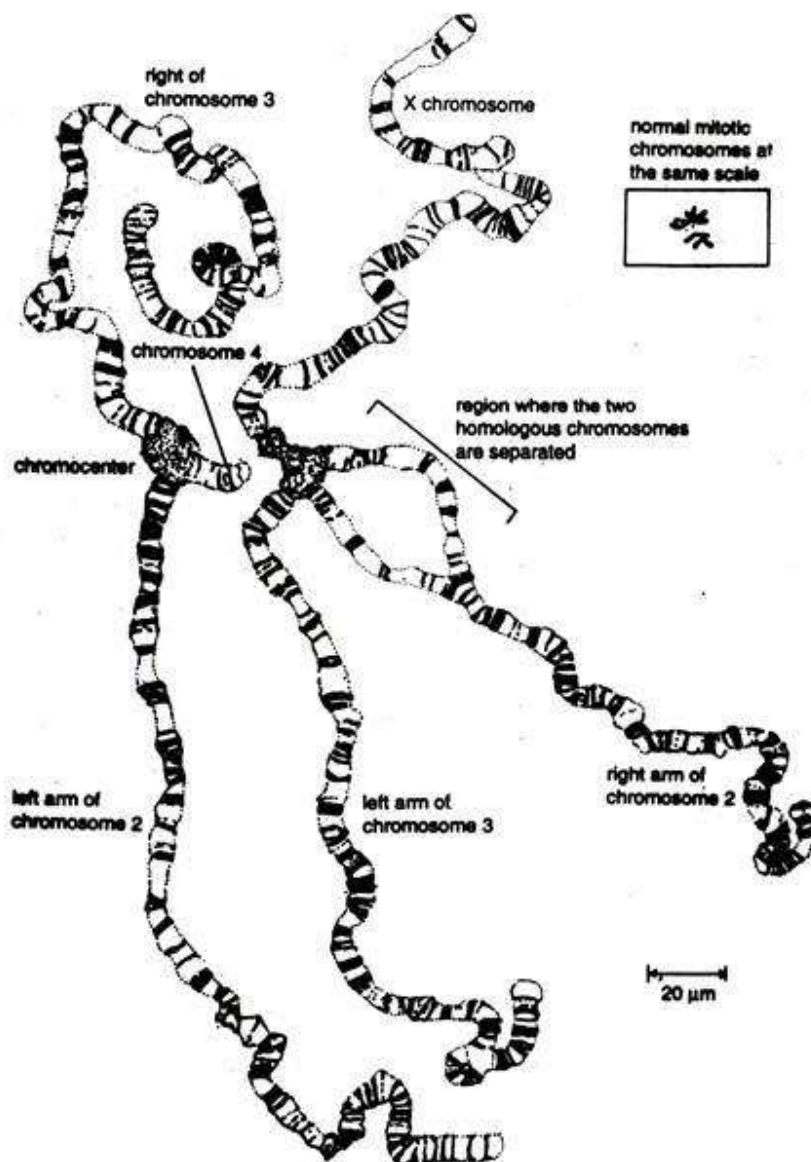 right of
chromosome 3
X chromosome
normal mitotic
chromosomes at
the same scale
chromosome 4
region where the two
homologous chromosomes
are separated
chromocenter
right arm of
chromosome 2
left arm of
chromosome 2
left arm of
chromosome 3
20 µm